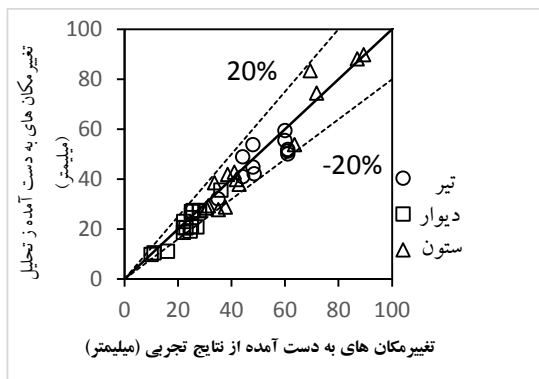 تغییرمکان های به دست آمده از تحلیل
(میلیمتر)
100
80
60
40
20
0
20%
-20%
تیر
دیوار
ستون
0 20 40 60 80 100
تغییرمکان های به دست آمده از نتایج تجربی (میلیمتر)